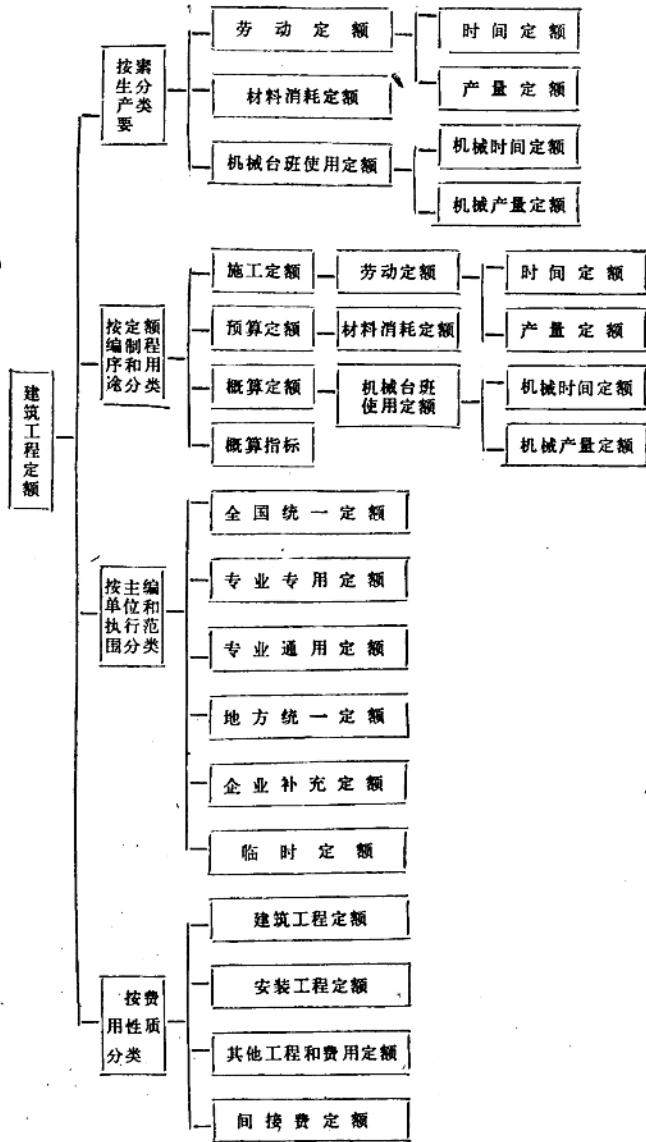 建筑工程定额
按素
生分
产类
要
劳动定额
时间定额
产量定额
材料消耗定额
机械台班使用定额
机械时间定额
机械产量定额
按定额
编制程
序和用
途分类
施工定额
劳动定额
时间定额
产量定额
预算定额
材料消耗定额
概算定额
机械台班
使用定额
机械时间定额
机械产量定额
概算指标
按主编
单位和
执行范
围分类
全国统一定额
专业专用定额
专业通用定额
地方统一定额
企业补充定额
临时定额
按费
用性质
分类
建筑工程定额
安装工程定额
其他工程和费用定额
间接费定额